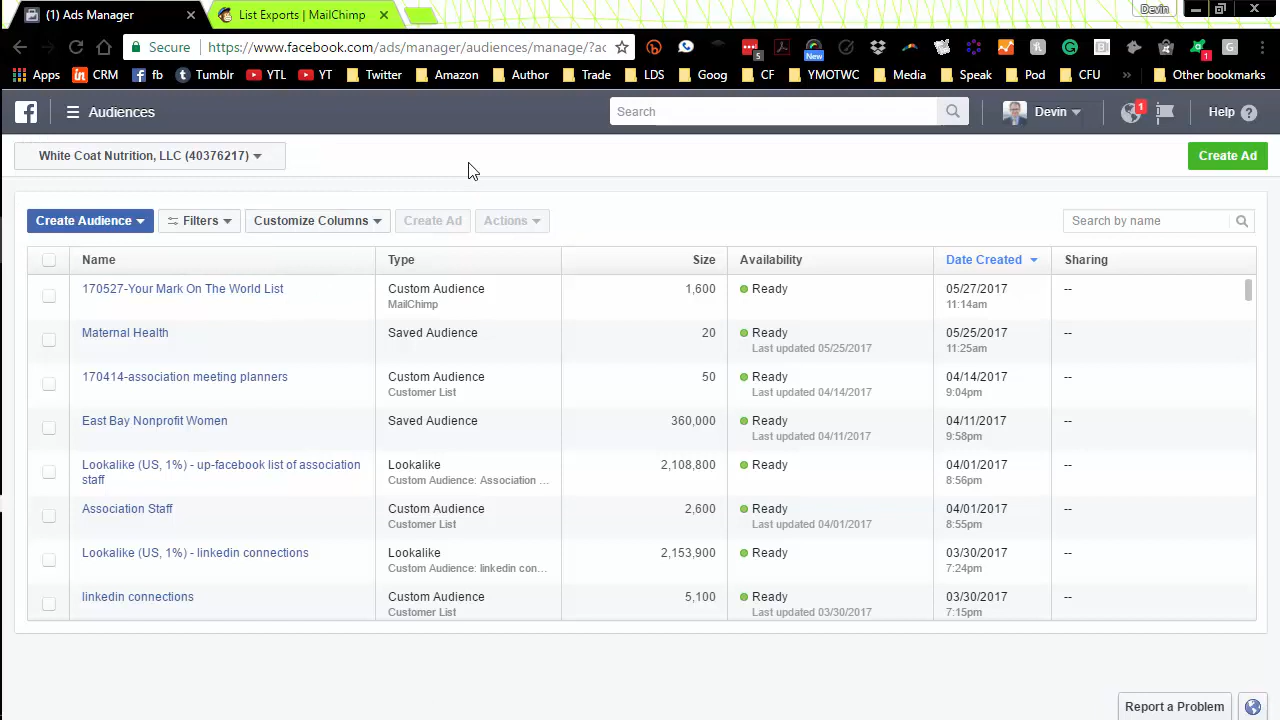 (1) Ads Manager
List Exports | MailChimp
Devin
Secure https://www.facebook.com/ads/manager/audiences/manage/?ac
5
New
1
Apps CRM fb Tumblr YTL YT Twitter Amazon Author Trade LDS Goog CF YMOTWC Media Speak Pod CFU » Other bookmarks
Audiences
Search
Devin
1
Help
White Coat Nutrition, LLC (40376217)
Create Ad
Create Audience
Filters
Customize Columns
Create Ad
Actions
Search by name
Name Type Size Availability Date Created Sharing
170527-Your Mark On The World List Custom Audience 1,600 Ready 05/27/2017 --
MailChimp 11:14am
Maternal Health Saved Audience 20 Ready 05/25/2017 --
Last updated 05/25/2017 11:25am
170414-association meeting planners Custom Audience 50 Ready 04/14/2017 --
Customer List Last updated 04/14/2017 9:04pm
East Bay Nonprofit Women Saved Audience 360,000 Ready 04/11/2017 --
Last updated 04/11/2017 9:58pm
Lookalike (US, 1%) - up-facebook list of association Lookalike 2,108,800 Ready 04/01/2017 --
staff Custom Audience: Association ... 8:56pm
Association Staff Custom Audience 2,600 Ready 04/01/2017 --
Customer List Last updated 04/01/2017 8:55pm
Lookalike (US, 1%) - linkedin connections Lookalike 2,153,900 Ready 03/30/2017 --
Custom Audience: linkedin con... 7:24pm
linkedin connections Custom Audience 5,100 Ready 03/30/2017 --
Customer List Last updated 03/30/2017 7:15pm
Report a Problem